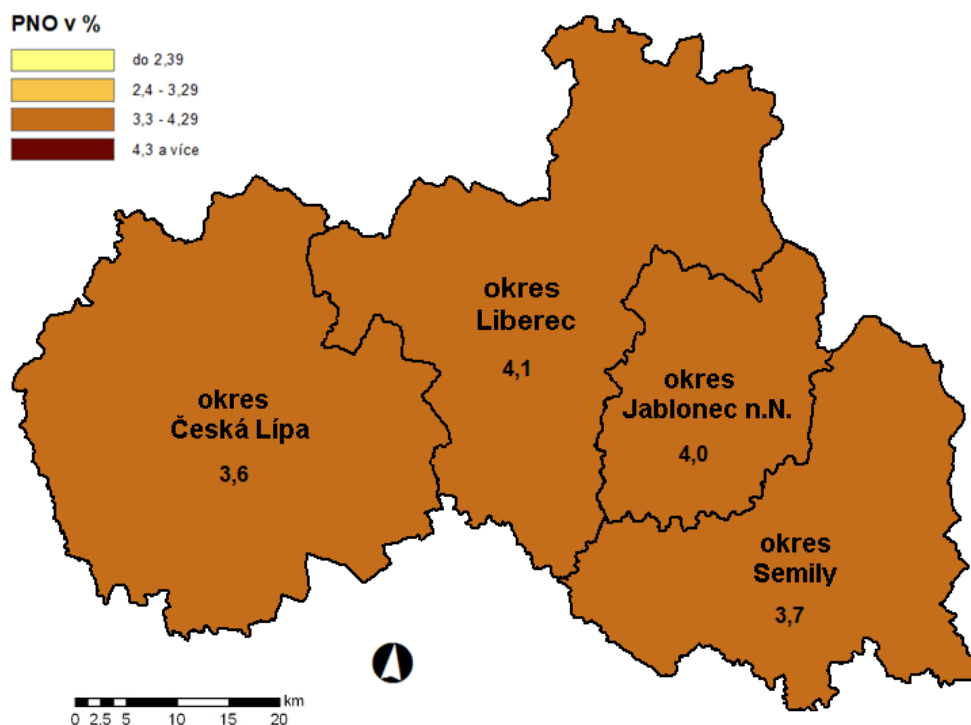 PNO v %
do 2,39
2,4 - 3,29
3,3 - 4,29
4,3 a více
okres
Liberec
4,1
okres
Jablonec n.N.
4,0
okres
Česká Lípa
3,6
okres
Semily
3,7
km
0 2,5 5 10 15 20